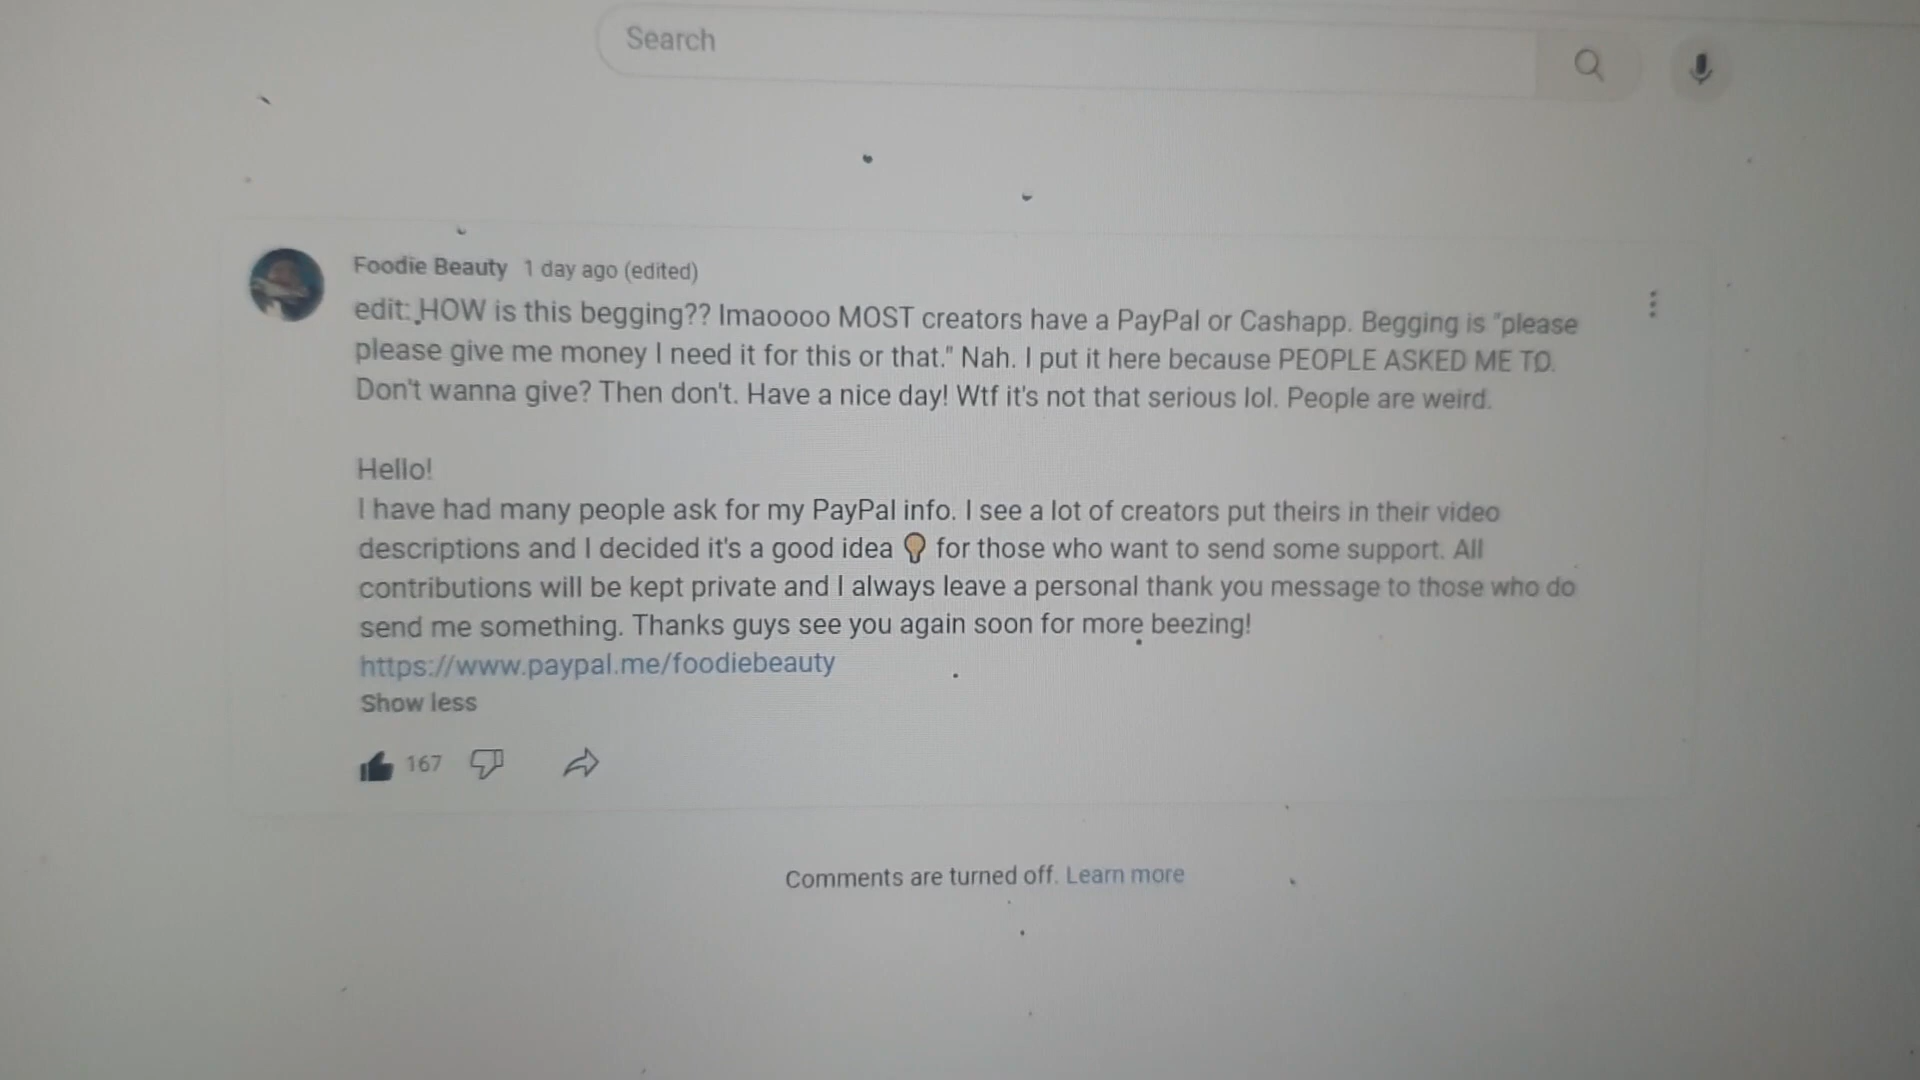 Search
Foodie Beauty 1 day ago (edited)
edit: HOW is this begging?? lmaoooo MOST creators have a PayPal or Cashapp. Begging is "please
please give me money I need it for this or that." Nah. I put it here because PEOPLE ASKED ME TO.
Don't wanna give? Then don't. Have a nice day! Wtf it's not that serious lol. People are weird.
Hello!
I have had many people ask for my PayPal info. I see a lot of creators put theirs in their video
descriptions and I decided it's a good idea 💡 for those who want to send some support. All
contributions will be kept private and I always leave a personal thank you message to those who do
send me something. Thanks guys see you again soon for more beezing!
https://www.paypal.me/foodiebeauty
Show less
167
Comments are turned off. Learn more